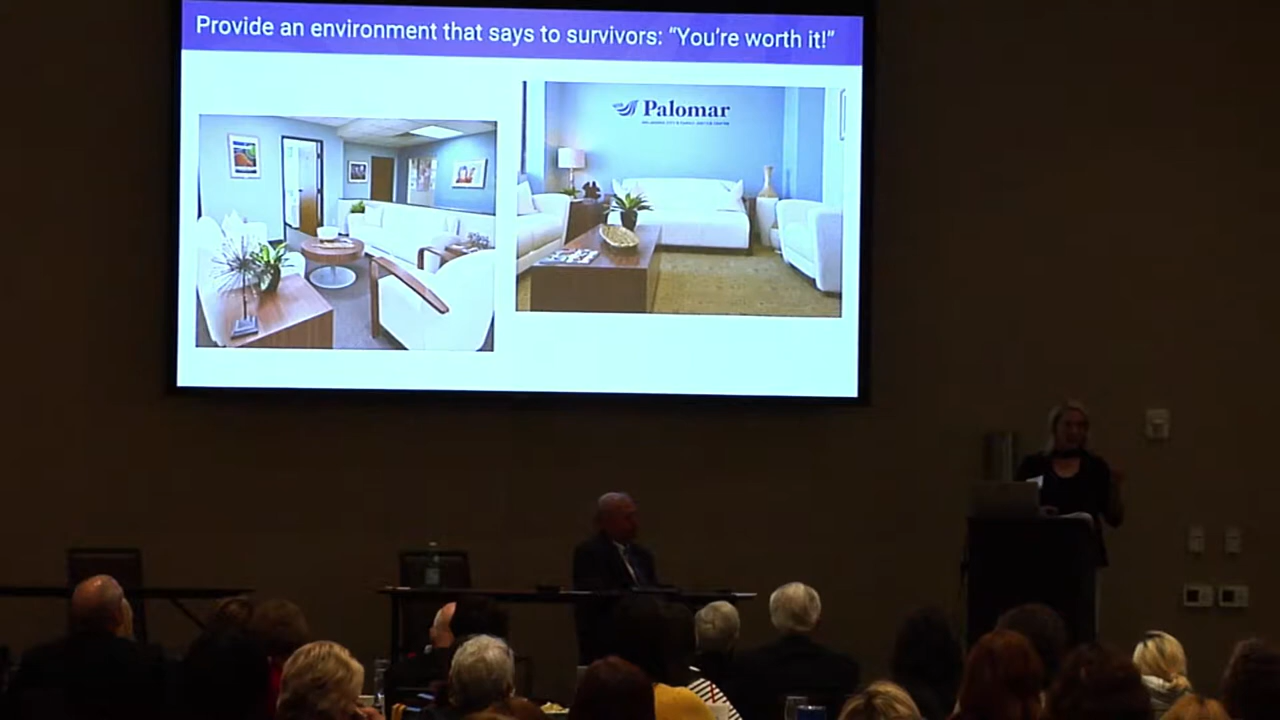 Provide an environment that says to survivors: “You’re worth it!”
Palomar